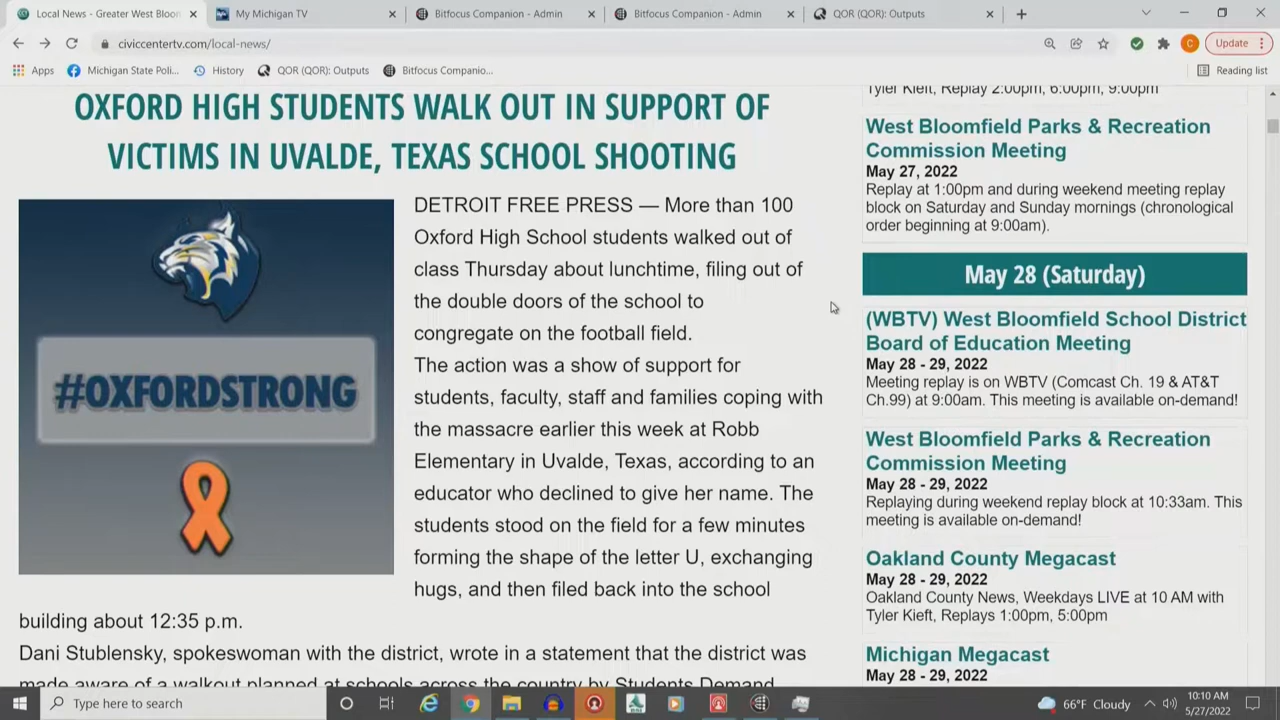 Local News - Greater West Bloon
My Michigan TV
Bitfocus Companion - Admin
Bitfocus Companion - Admin
QOR (QOR): Outputs
civiccentertv.com/local-news/
Update
Apps
Michigan State Poli...
History
QOR (QOR): Outputs
Bitfocus Companio...
Reading list
OXFORD HIGH STUDENTS WALK OUT IN SUPPORT OF
VICTIMS IN UVALDE, TEXAS SCHOOL SHOOTING
#OXFORDSTRONG
DETROIT FREE PRESS — More than 100
Oxford High School students walked out of
class Thursday about lunchtime, filing out of
the double doors of the school to
congregate on the football field.
The action was a show of support for
students, faculty, staff and families coping with
the massacre earlier this week at Robb
Elementary in Uvalde, Texas, according to an
educator who declined to give her name. The
students stood on the field for a few minutes
forming the shape of the letter U, exchanging
hugs, and then filed back into the school
building about 12:35 p.m.
Dani Stublensky, spokeswoman with the district, wrote in a statement that the district was
made aware of a walkout planned at schools across the country by Students Demand
Tyler Kieft, Replay 2:00pm, 6:00pm, 9:00pm
West Bloomfield Parks & Recreation
Commission Meeting
May 27, 2022
Replay at 1:00pm and during weekend meeting replay
block on Saturday and Sunday mornings (chronological
order beginning at 9:00am).
May 28 (Saturday)
(WBTV) West Bloomfield School District
Board of Education Meeting
May 28 - 29, 2022
Meeting replay is on WBTV (Comcast Ch. 19 & AT&T
Ch.99) at 9:00am. This meeting is available on-demand!
West Bloomfield Parks & Recreation
Commission Meeting
May 28 - 29, 2022
Replaying during weekend replay block at 10:33am. This
meeting is available on-demand!
Oakland County Megacast
May 28 - 29, 2022
Oakland County News, Weekdays LIVE at 10 AM with
Tyler Kieft, Replays 1:00pm, 5:00pm
Michigan Megacast
May 28 - 29, 2022
Type here to search
66°F Cloudy
10:10 AM
5/27/2022